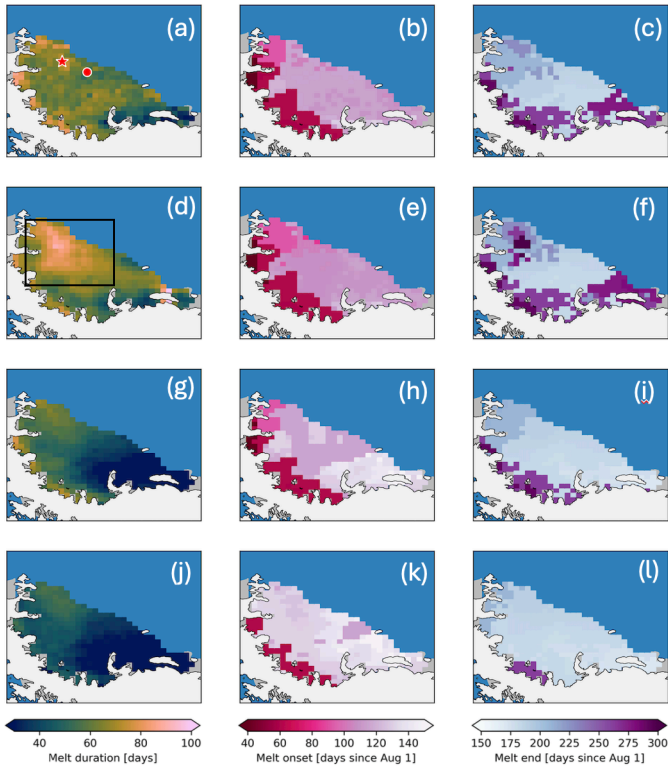 (a) (b) (c)
(d) (e) (f)
(g) (h) (i)
(j) (k) (l)
40 60 80 100 40 60 80 100 120 140 150 175 200 225 250 275 300
Melt duration [days] Melt onset [days since Aug 1] Melt end [days since Aug 1]